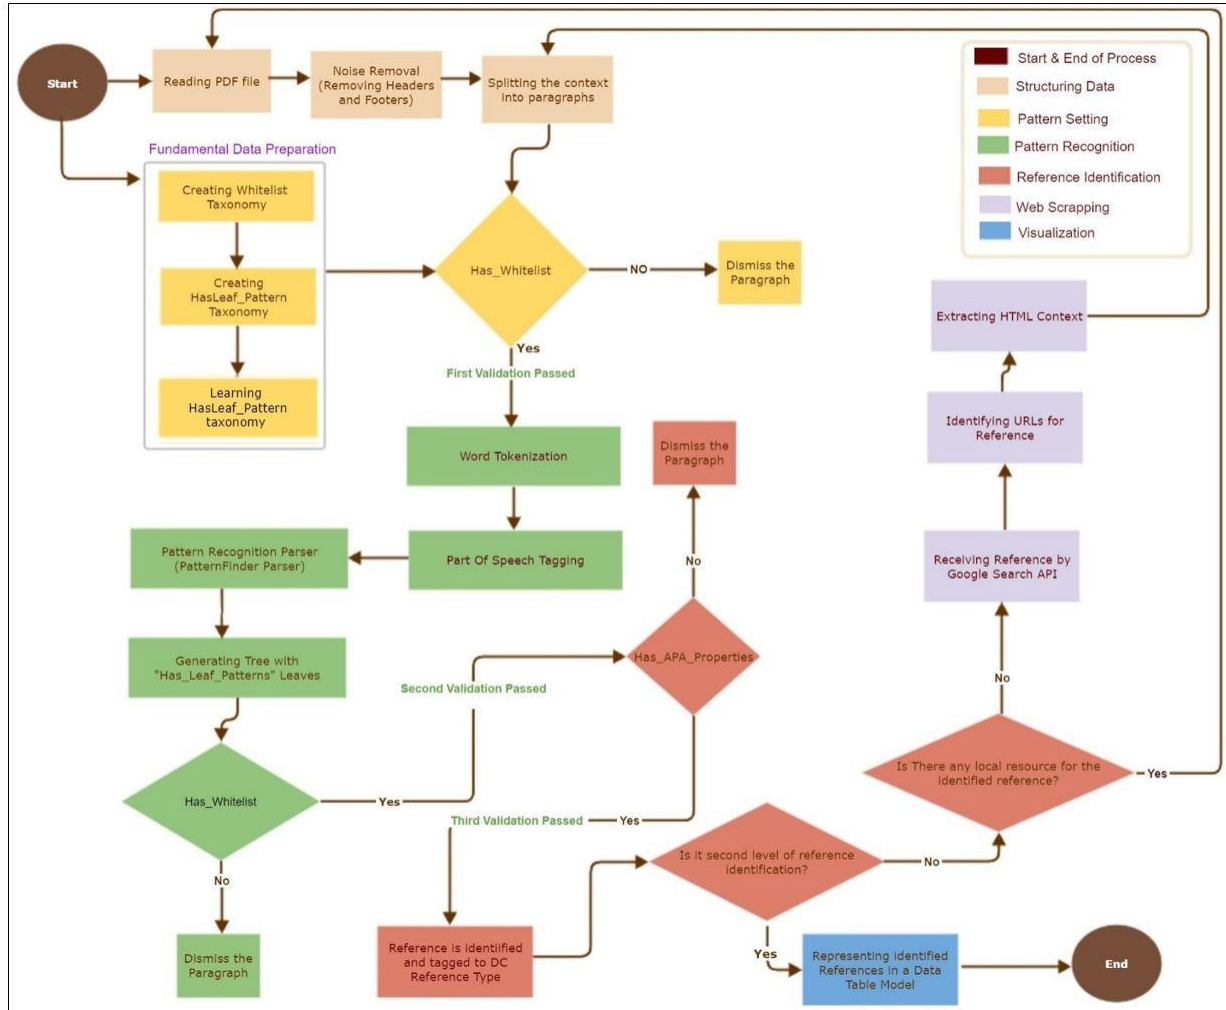 Start
Reading PDF file
Noise Removal
(Removing Headers
and Footers)
Splitting the context
into paragraphs
Start & End of Process
Structuring Data
Pattern Setting
Pattern Recognition
Reference Identification
Web Scrapping
Visualization
Fundamental Data Preparation
Creating Whitelist
Taxonomy
Creating
HasLeaf_Pattern
Taxonomy
Learning
HasLeaf_Pattern
taxonomy
Has_Whitelist
NO
Dismiss the
Paragraph
Yes
First Validation Passed
Extracting HTML Context
Identifying URLs for
Reference
Receiving Reference by
Google Search API
No
Word Tokenization
Part Of Speech Tagging
Dismiss the
Paragraph
No
Has_APA_Properties
Pattern Recognition Parser
(PatternFinder Parser)
Generating Tree with
"Has_Leaf_Patterns" Leaves
Second Validation Passed
Has_Whitelist
Yes
No
Dismiss the
Paragraph
Third Validation Passed
Yes
Is There any local resource for the
identified reference?
Yes
Is it second level of reference
identification?
No
Yes
Reference is identiified
and tagged to DC
Reference Type
Representing identified
References in a Data
Table Model
End